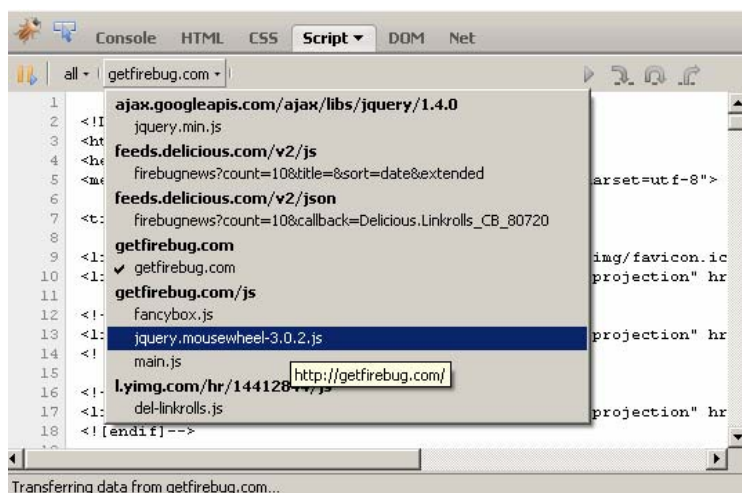 Console HTML CSS Script DOM Net
all getfirebug.com
1
ajax.googleapis.com/ajax/libs/jquery/1.4.0
2 <!
jquery.min.js
3 <ht
feeds.delicious.com/v2/js
4 <he
firebugnews?count=10&title=&sort=date&extended
5 <me arset=utf-8">
feeds.delicious.com/v2/json
6
firebugnews?count=10&callback=Delicious.Linkrolls_CB_80720
7 <t
8
getfirebug.com
9 <l img/favicon.ic
✔ getfirebug.com
10 <l projection" hr
getfirebug.com/js
11
fancybox.js
12 <!-
jquery.mousewheel-3.0.2.js
13 <l projection" hr
main.js
14 <!
http://getfirebug.com/
15
l.yimg.com/hr/14412844/js
16 <!-
del-linkrolls.js
17 <l projection" hr
18 <![endif]-->
Transferring data from getfirebug.com...